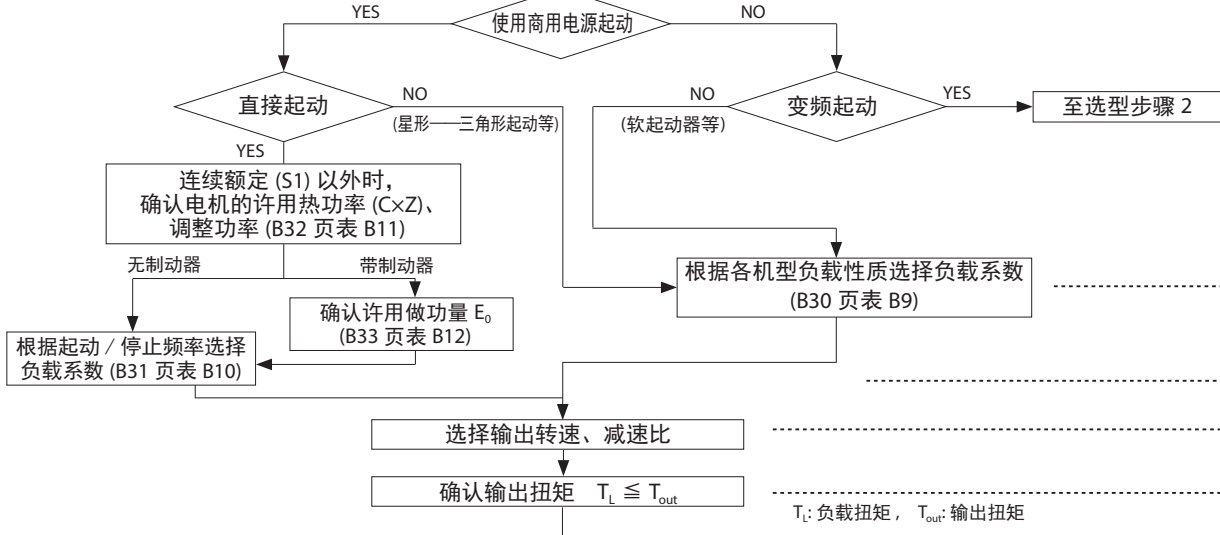 YES
使用商用电源起动
NO
直接起动
NO
(星形——三角形起动等)
NO
(软起动器等)
变频起动
YES
至选型步骤 2
YES
连续额定 (S1) 以外时，
确认电机的许用热功率 (C×Z)、
调整功率 (B32 页表 B11)
无制动器
带制动器
确认许用做功量 E₀
(B33 页表 B12)
根据起动 / 停止频率选择
负载系数 (B31 页表 B10)
根据各机型负载性质选择负载系数
(B30 页表 B9)
选择输出转速、减速比
确认输出扭矩 T_L ≦ T_out
T_L: 负载扭矩， T_out: 输出扭矩